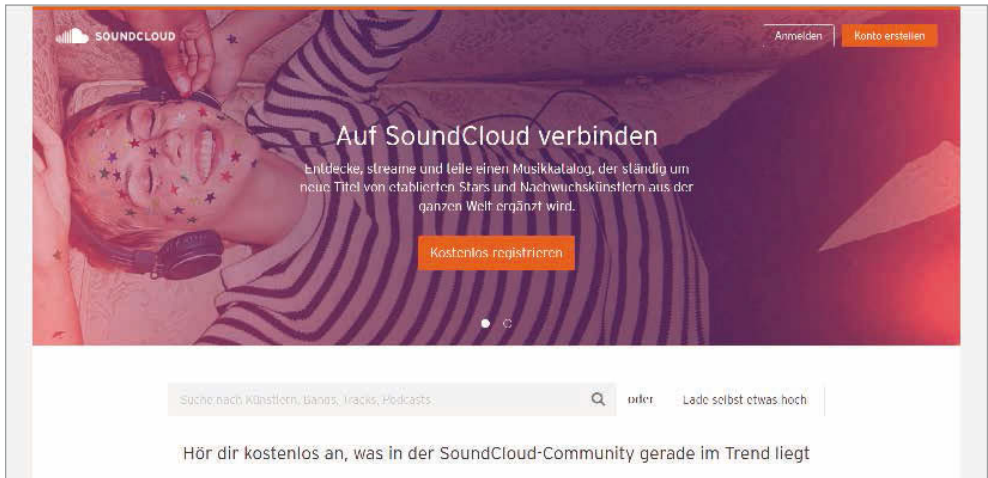 SOUNDCLOUD
Anmelden
Konto erstellen
Auf SoundCloud verbinden
Entdecke, streame und teile einen Musikkatalog, der ständig um
neue Titel von etablierten Stars und Nachwuchskünstlern aus der
ganzen Welt ergänzt wird.
Kostenlos registrieren
Suche nach Künstlern, Bands, Tracks, Podcasts
oder
Lade selbst etwas hoch
Hör dir kostenlos an, was in der SoundCloud-Community gerade im Trend liegt